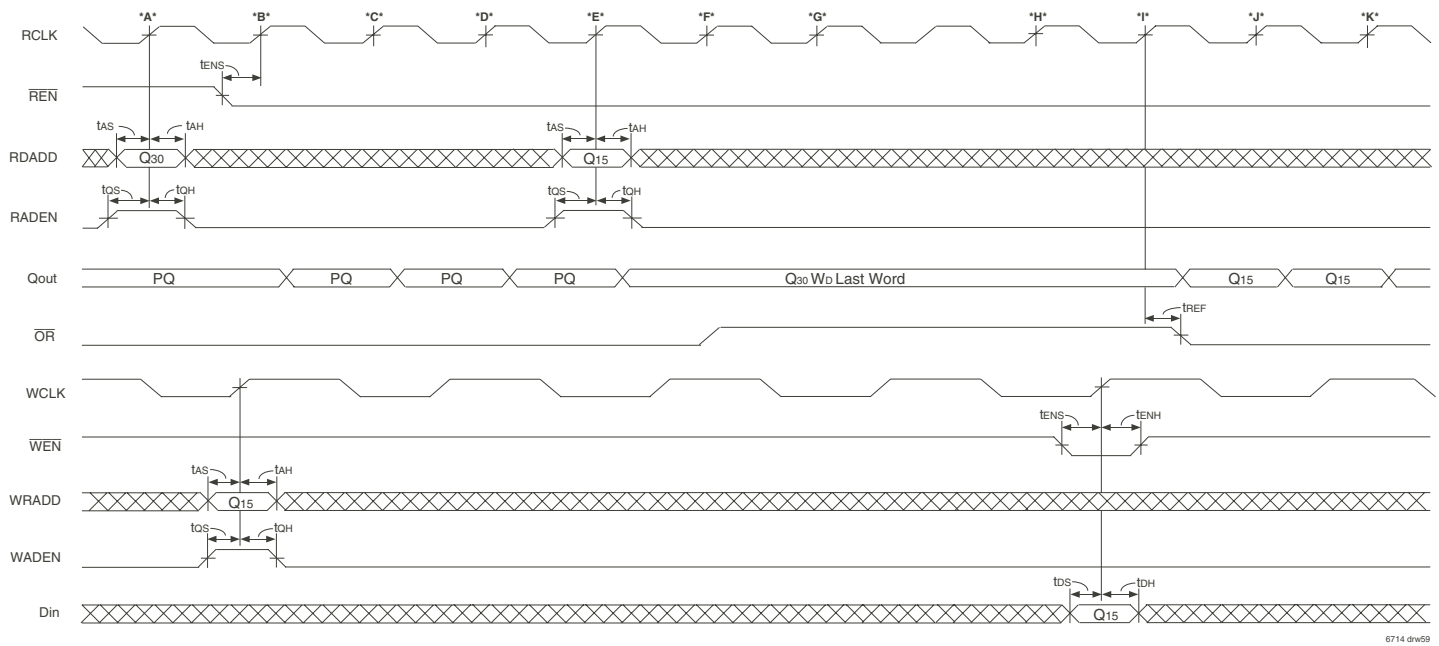 *A* *B* *C* *D* *E* *F* *G* *H* *I* *J* *K*
RCLK
tENS
REN
tAS tAH tAS tAH
RDADD Q30 Q15
tQS tQH tQS tQH
RADEN
Qout PQ PQ PQ PQ Q30 WD Last Word Q15 Q15
tREF
OR
WCLK
tENS tENH
WEN
tAS tAH
WRADD Q15
tQS tQH
WADEN
tDS tDH
Din Q15
6714 drw59